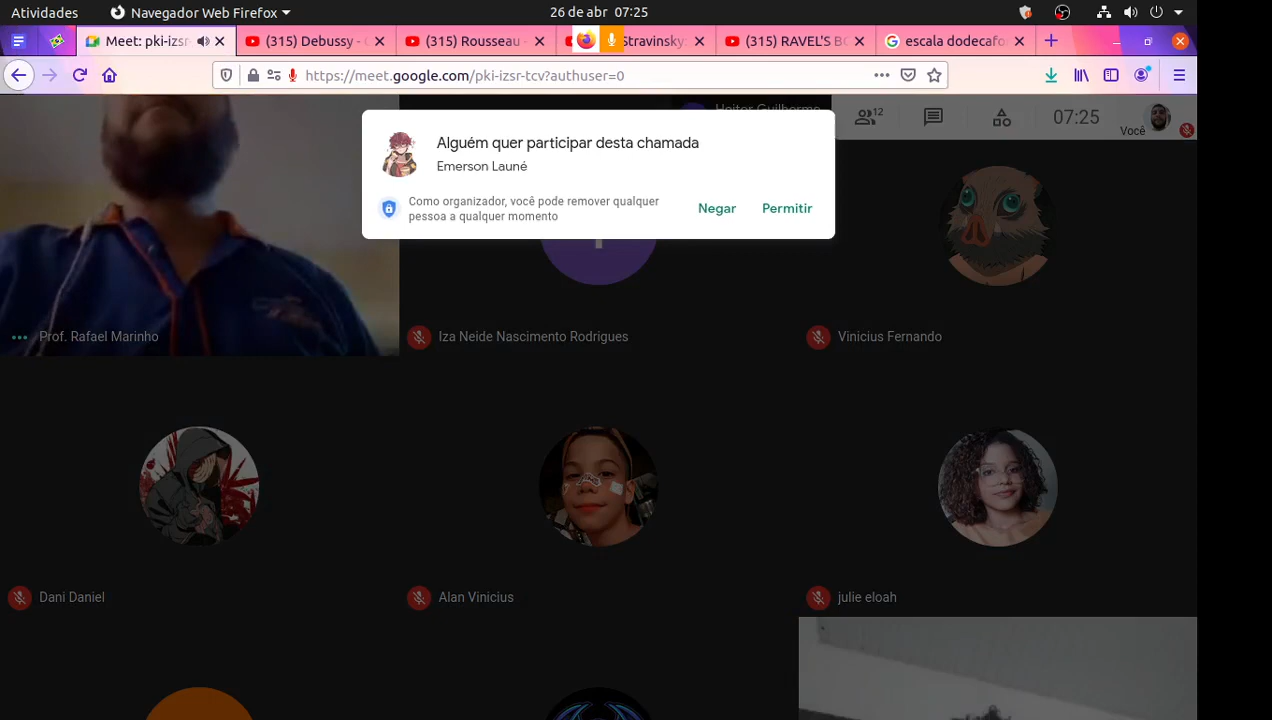 Atividades
Navegador Web Firefox
26 de abr 07:25
Meet: pki-izsr-
(315) Debussy -
(315) Rousseau -
Stravinsky:
(315) RAVEL'S B
escala dodecafo
https://meet.google.com/pki-izsr-tcv?authuser=0
Heitor Guilherme
12
07:25
Você
Alguém quer participar desta chamada
Emerson Launé
Como organizador, você pode remover qualquer
pessoa a qualquer momento
Negar
Permitir
Prof. Rafael Marinho
Iza Neide Nascimento Rodrigues
Vinicius Fernando
Dani Daniel
Alan Vinicius
julie eloah